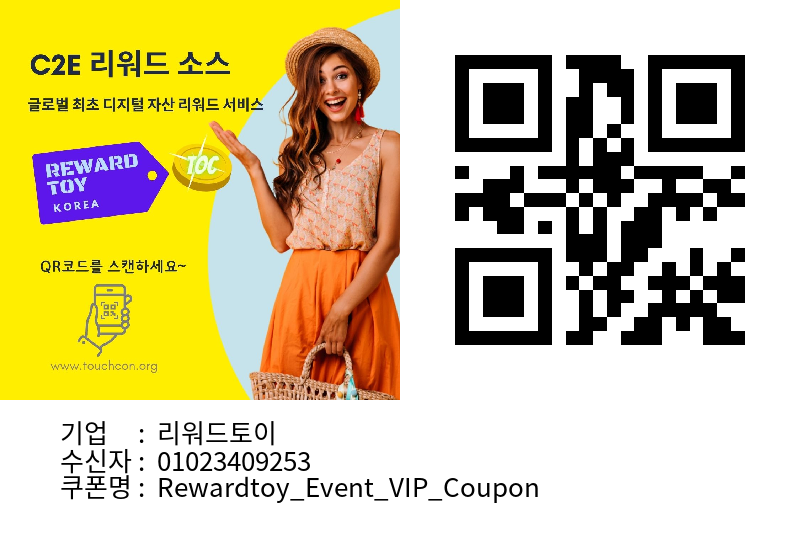 C2E 리워드 소스
글로벌 최초 디지털 자산 리워드 서비스
REWARD
TOY
KOREA
TOC
QR코드를 스캔하세요~
www.touchcon.org
기업 : 리워드토이
수신자 : 01023409253
쿠폰명 : Rewardtoy_Event_VIP_Coupon